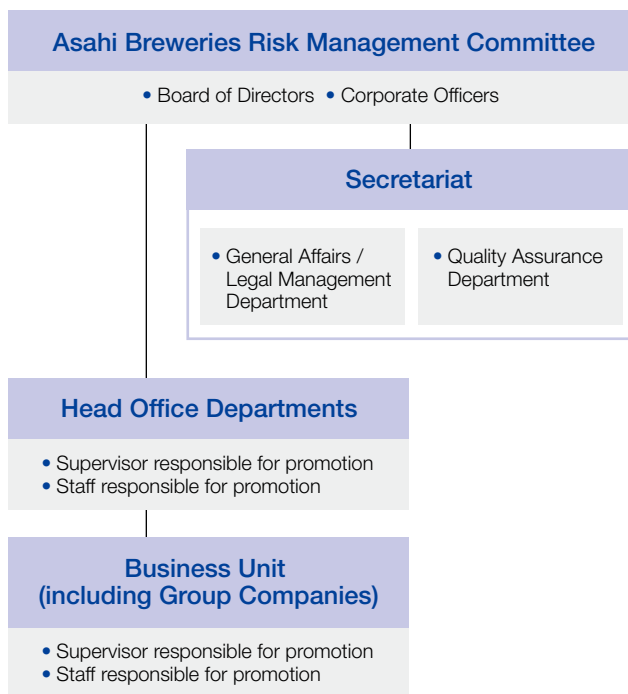 Asahi Breweries Risk Management Committee
• Board of Directors • Corporate Officers
Secretariat
• General Affairs /
Legal Management
Department
• Quality Assurance
Department
Head Office Departments
• Supervisor responsible for promotion
• Staff responsible for promotion
Business Unit
(including Group Companies)
• Supervisor responsible for promotion
• Staff responsible for promotion